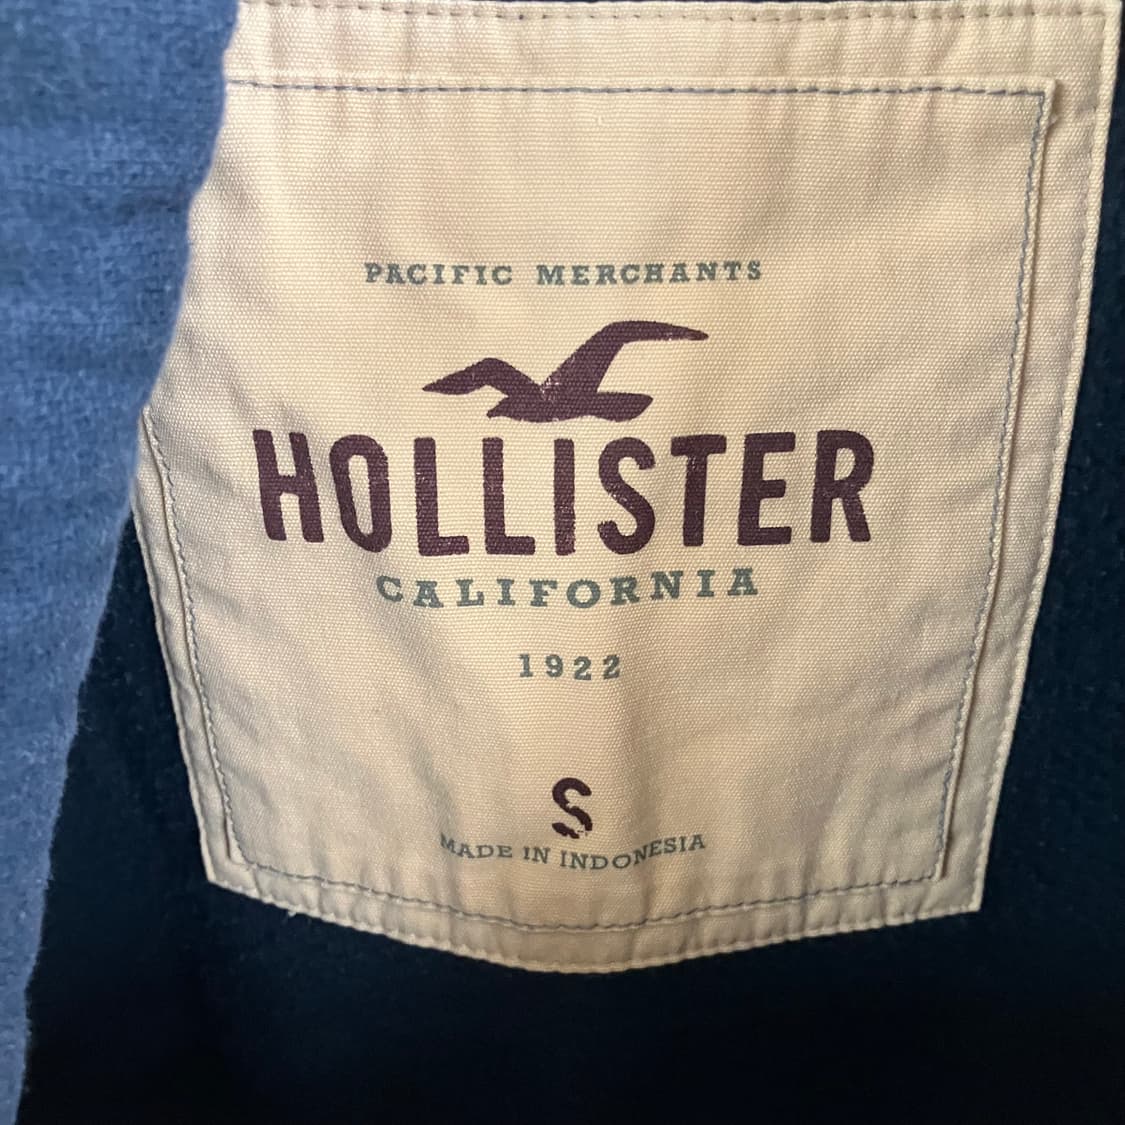 PACIFIC MERCHANTS
HOLLISTER
CALIFORNIA
1922
S
MADE IN INDONESIA